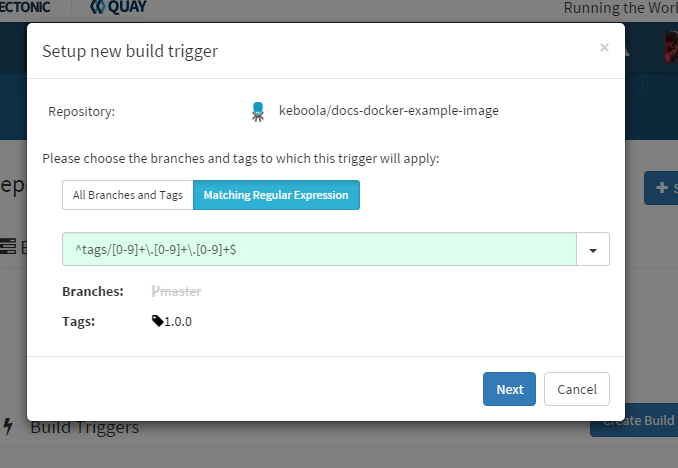 ECTONIC QUAY Running the Worl
Setup new build trigger ×
Repository: keboola/docs-docker-example-image
Please choose the branches and tags to which this trigger will apply:
All Branches and Tags Matching Regular Expression
^tags/[0-9]+\.[0-9]+\.[0-9]+$
Branches: master
Tags: 1.0.0
Next Cancel
Build Triggers Create Build